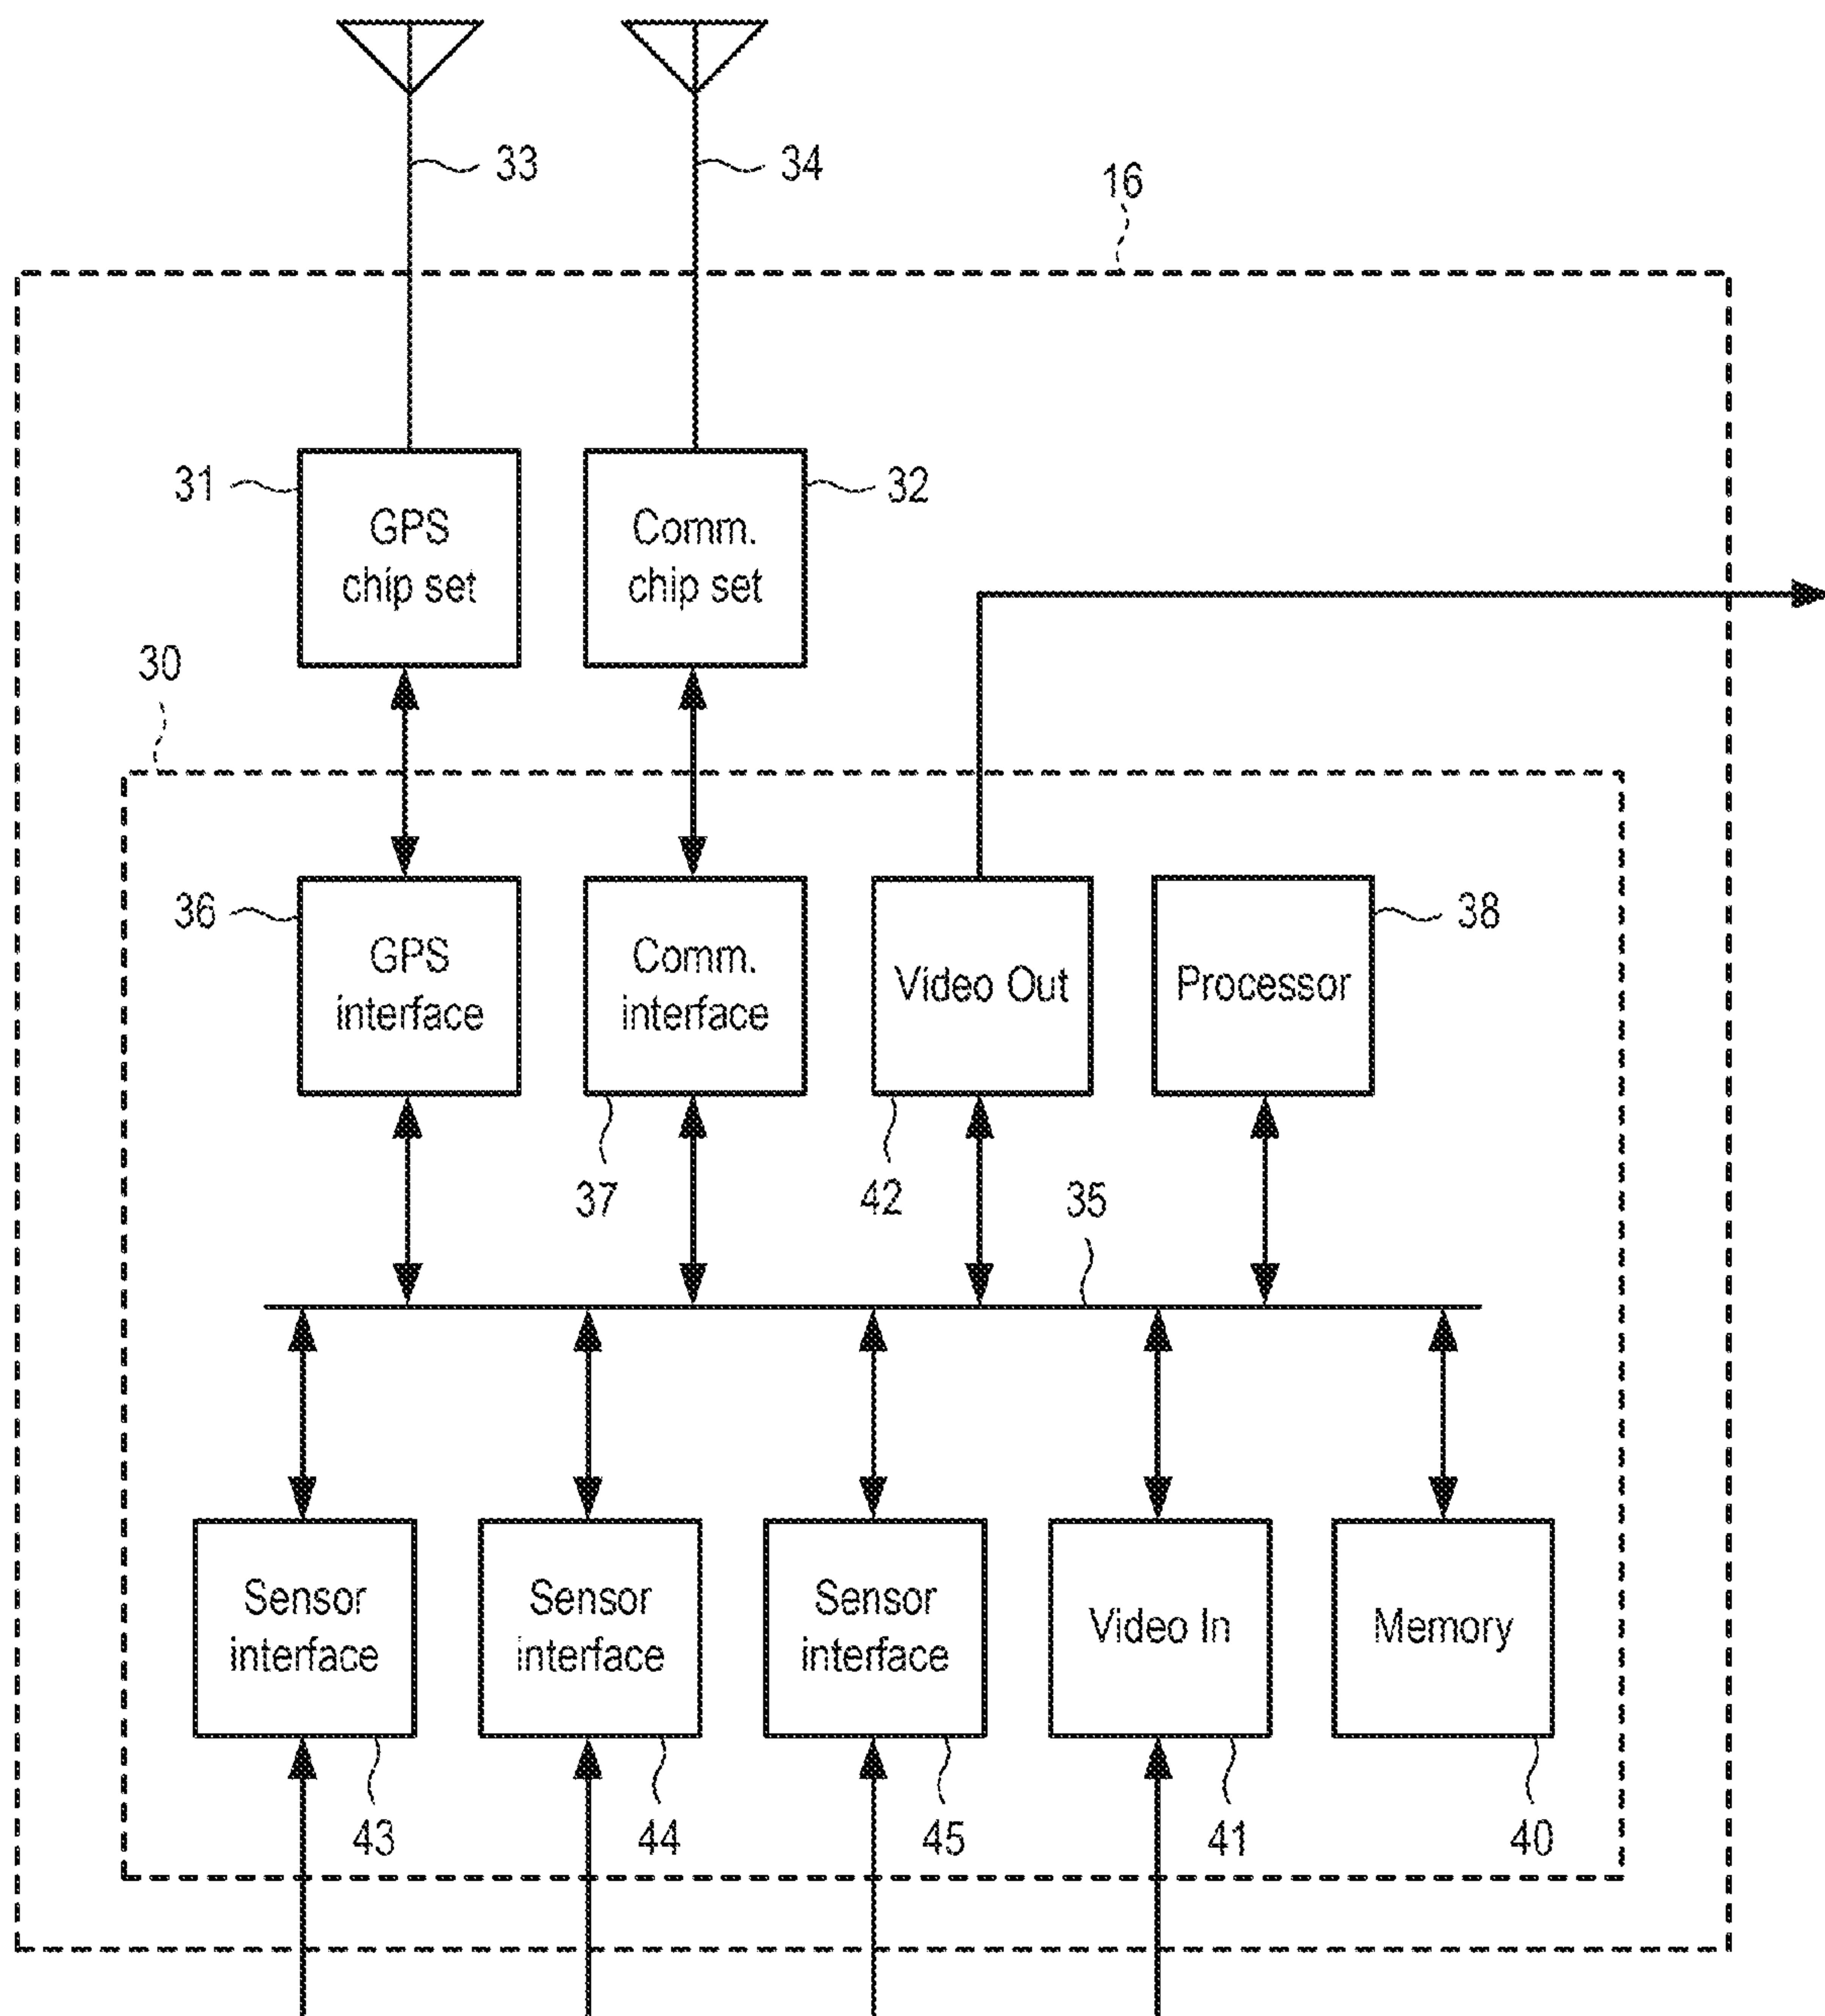 33
34
16
31
GPS
chip set
32
Comm.
chip set
30
36
GPS
interface
Comm.
interface
Video Out
Processor
38
37
42
35
Sensor
interface
Sensor
interface
Sensor
interface
Video In
Memory
43
44
45
41
40